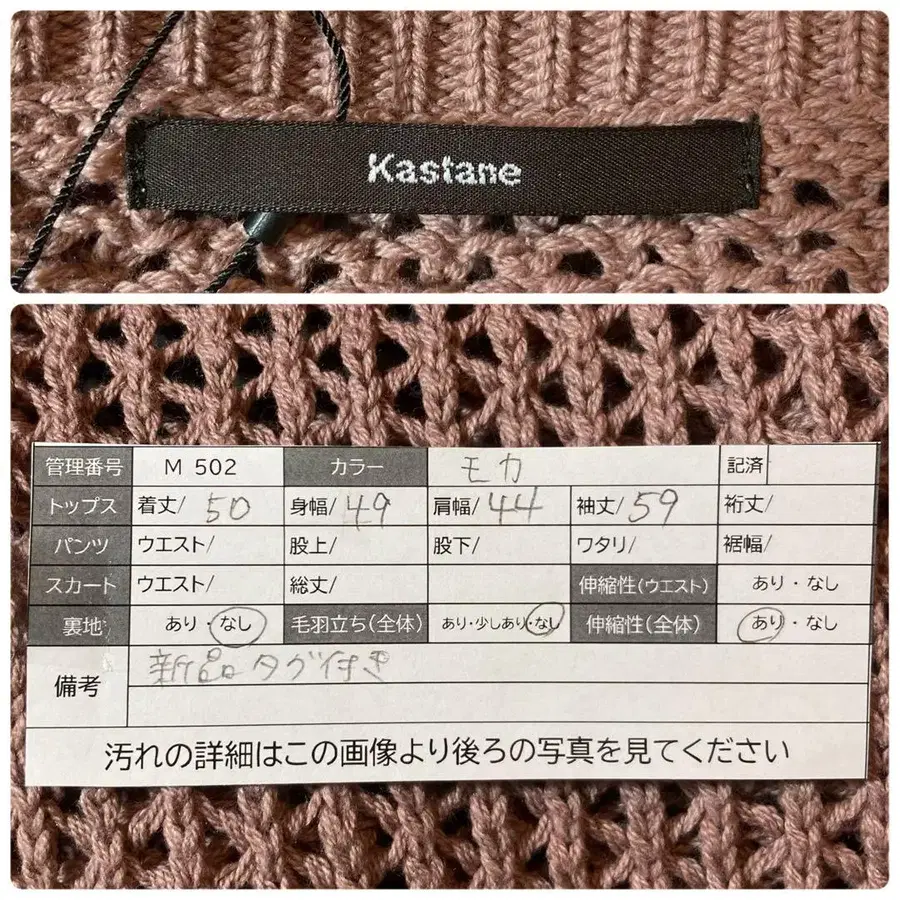 Kastane
管理番号 M 502 カラー モカ 記済
トップス 着丈/ 50 身幅/ 49 肩幅/ 44 袖丈/ 59 裄丈/
パンツ ウエスト/ 股上/ 股下/ ワタリ/ 裾幅/
スカート ウエスト/ 総丈/ 伸縮性(ウエスト) あり・なし
裏地 あり・なし 毛羽立ち(全体) あり・少しあり・なし 伸縮性(全体) あり・なし
備考 新品タグ付き
汚れの詳細はこの画像より後ろの写真を見てください